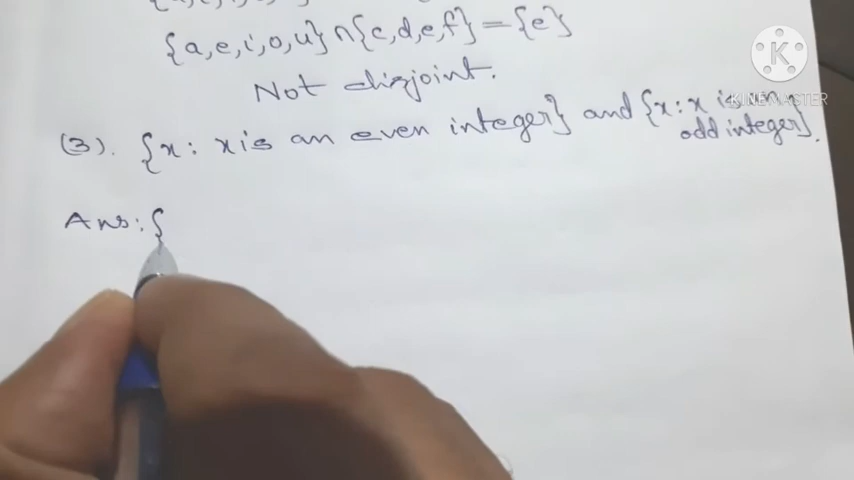 {a,e,i,o,u}∩{c,d,e,f}={e}
Not disjoint.
(3). {x: x is an even integer} and {x: x is an
odd integer}.
Ans: {
K
KINEMASTER